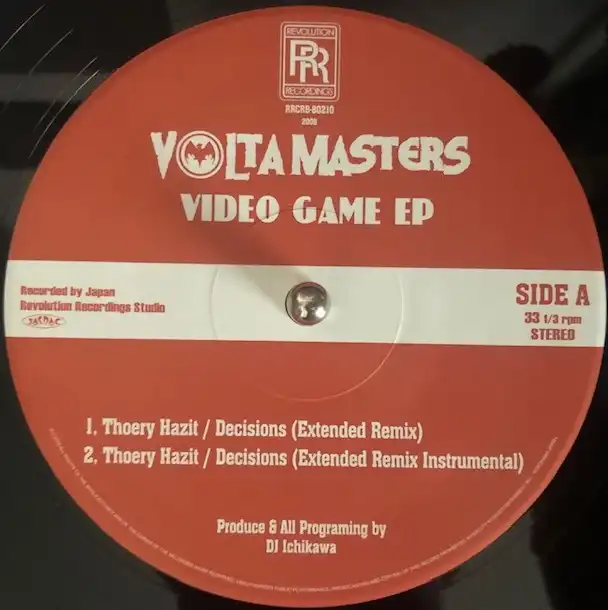 REVOLUTION
RR
RECORDINGS
RRCRB-80210
2008
VOLTA MASTERS
VIDEO GAME EP
Recorded by Japan
Revolution Recordings Studio
JASRAC
SIDE A
33 1/3 rpm
STEREO
1, Thoery Hazit / Decisions (Extended Remix)
2, Thoery Hazit / Decisions (Extended Remix Instrumental)
Produce & All Programing by
DJ Ichikawa